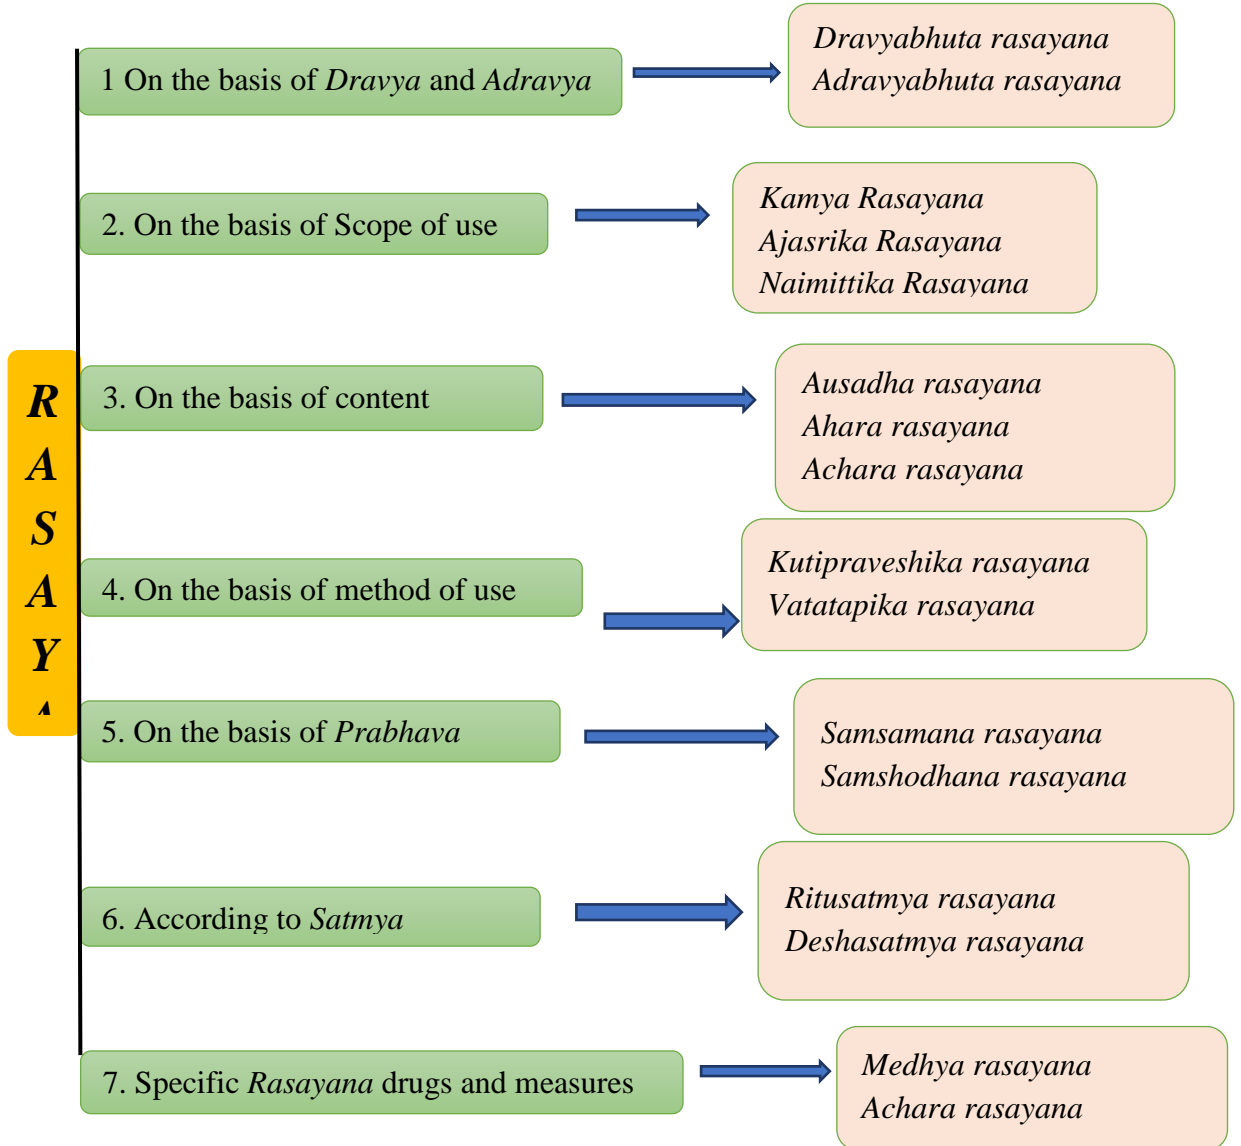 1 On the basis of Dravya and Adravya
Dravyabhuta rasayana
Adravyabhuta rasayana
2. On the basis of Scope of use
Kamya Rasayana
Ajasrika Rasayana
Naimittika Rasayana
R
A
S
A
Y
A
3. On the basis of content
Ausadha rasayana
Ahara rasayana
Achara rasayana
4. On the basis of method of use
Kutipraveshika rasayana
Vatatapika rasayana
5. On the basis of Prabhava
Samsamana rasayana
Samshodhana rasayana
6. According to Satmya
Ritusatmya rasayana
Deshasatmya rasayana
7. Specific Rasayana drugs and measures
Medhya rasayana
Achara rasayana